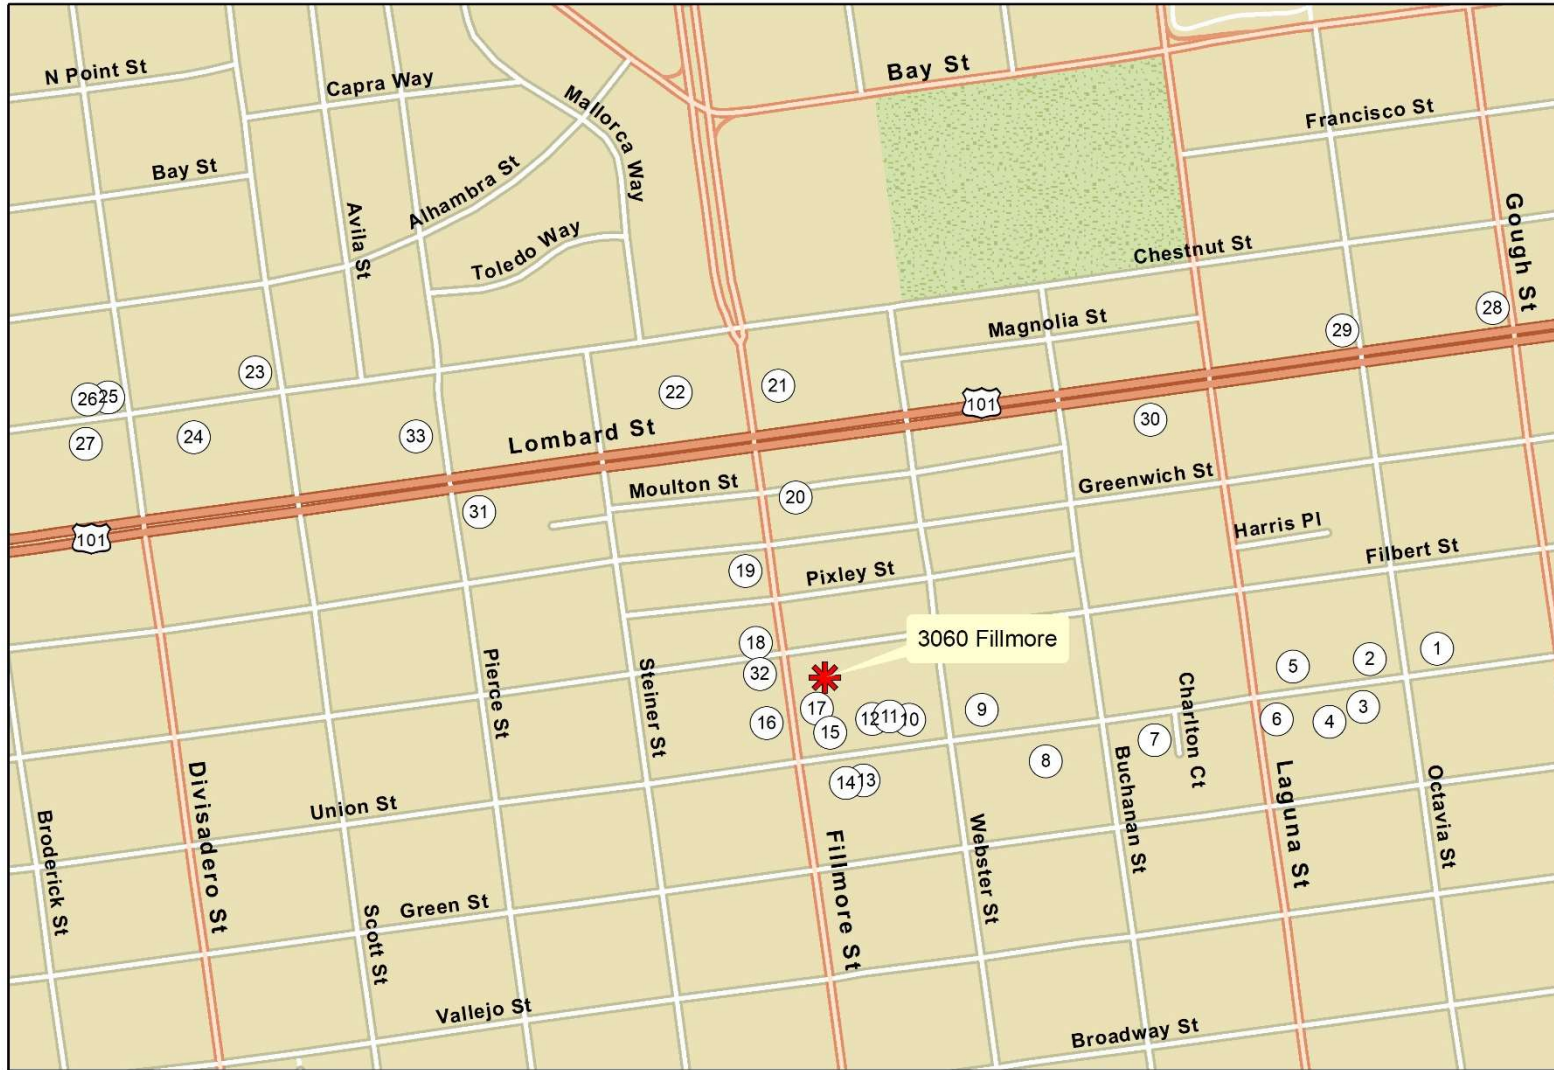 N Point St
Capra Way
Bay St
Mallorca Way
Francisco St
Bay St
Alhambra St
Avila St
Toledo Way
Gough St
Chestnut St
Magnolia St
28
29
23
22
21
26
25
101
30
27
24
33
Lombard St
Moulton St
20
Greenwich St
31
101
Harris Pl
19
Pixley St
Filbert St
18
3060 Fillmore
32
Pierce St
Steiner St
17
16
15
12
11
10
9
Charlton Ct
5
2
1
6
4
3
7
8
14
13
Union St
Divisadero St
Broderick St
Fillmore St
Webster St
Buchanan St
Laguna St
Octavia St
Scott St
Green St
Vallejo St
Broadway St